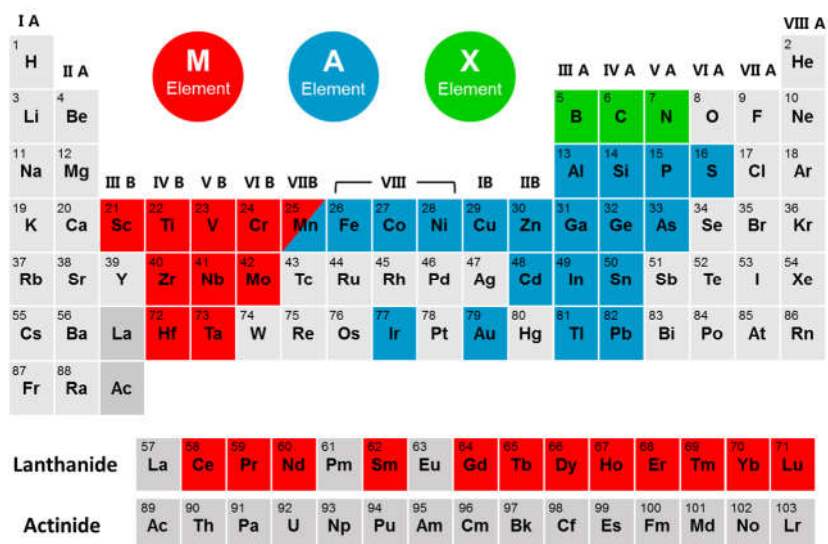 I A VIII A
1 2
H M A X He
Element Element Element
II A III A IV A V A VI A VII A
3 4 5 6 7 8 9 10
Li Be B C N O F Ne
11 12 13 14 15 16 17 18
Na Mg Al Si P S Cl Ar
III B IV B V B VI B VIIB VIII IB IIB
19 20 21 22 23 24 25 26 27 28 29 30 31 32 33 34 35 36
K Ca Sc Ti V Cr Mn Fe Co Ni Cu Zn Ga Ge As Se Br Kr
37 38 39 40 41 42 43 44 45 46 47 48 49 50 51 52 53 54
Rb Sr Y Zr Nb Mo Tc Ru Rh Pd Ag Cd In Sn Sb Te I Xe
55 56 72 73 74 75 76 77 78 79 80 81 82 83 84 85 86
Cs Ba La Hf Ta W Re Os Ir Pt Au Hg Tl Pb Bi Po At Rn
87 88
Fr Ra Ac
57 58 59 60 61 62 63 64 65 66 67 68 69 70 71
Lanthanide La Ce Pr Nd Pm Sm Eu Gd Tb Dy Ho Er Tm Yb Lu
89 90 91 92 93 94 95 96 97 98 99 100 101 102 103
Actinide Ac Th Pa U Np Pu Am Cm Bk Cf Es Fm Md No Lr